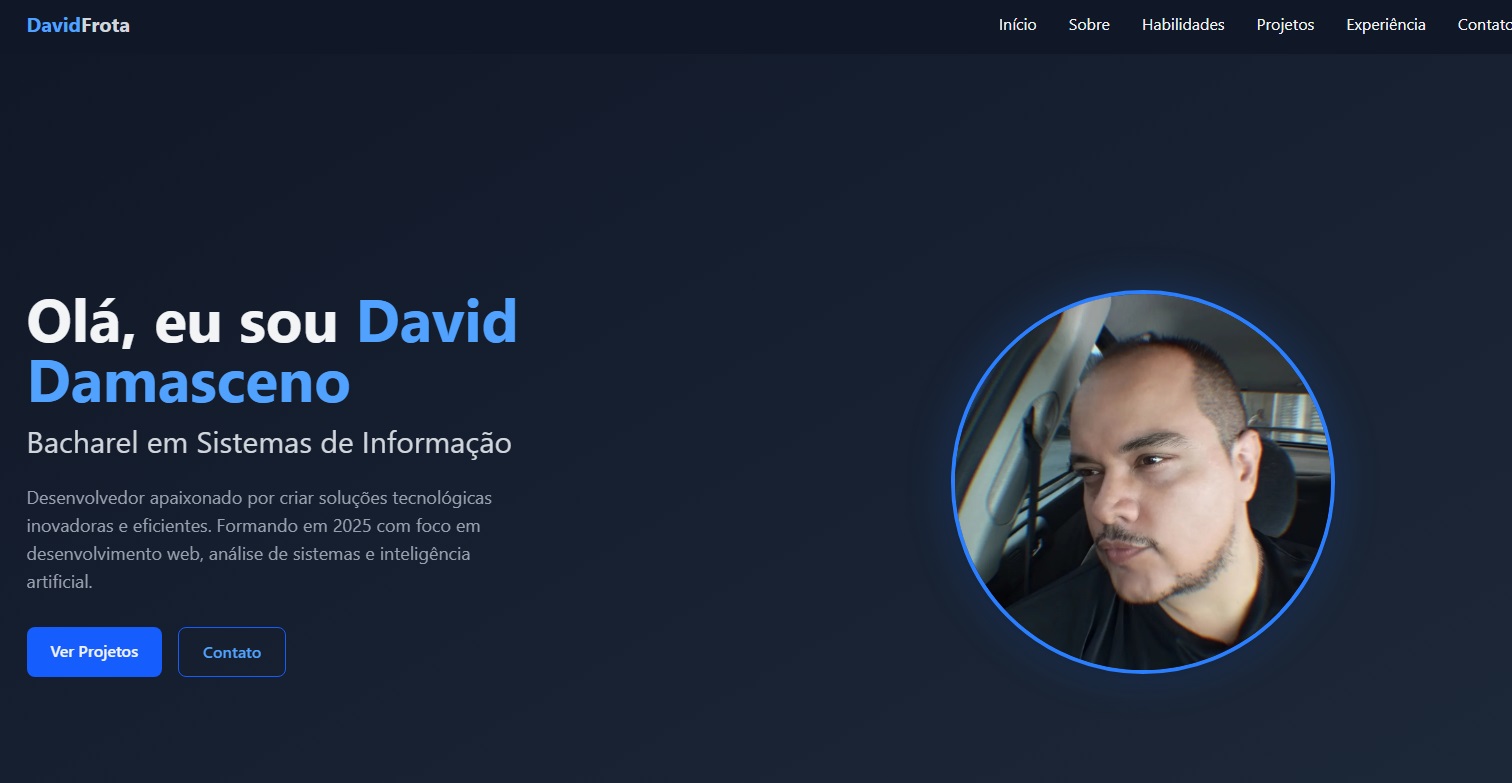 DavidFrota
Início Sobre Habilidades Projetos Experiência Contato
Olá, eu sou David
Damasceno
Bacharel em Sistemas de Informação
Desenvolvedor apaixonado por criar soluções tecnológicas
inovadoras e eficientes. Formando em 2025 com foco em
desenvolvimento web, análise de sistemas e inteligência
artificial.
Ver Projetos Contato